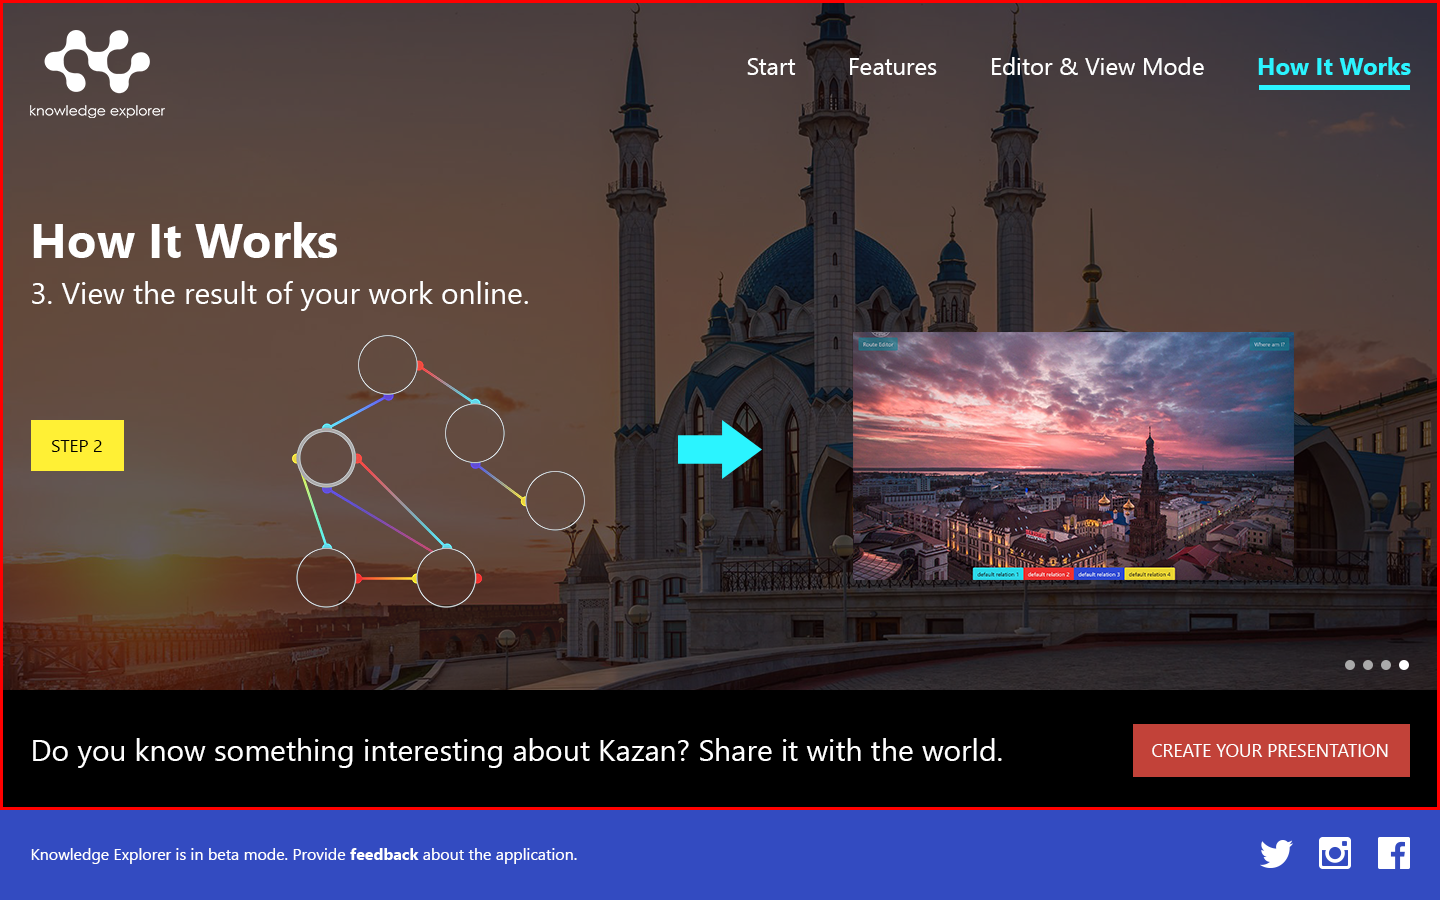 knowledge explorer
Start
Features
Editor & View Mode
How It Works
How It Works
3. View the result of your work online.
STEP 2
Route Editor
Where am I?
default relation 1
default relation 2
default relation 3
default relation 4
Do you know something interesting about Kazan? Share it with the world.
CREATE YOUR PRESENTATION
Knowledge Explorer is in beta mode. Provide feedback about the application.